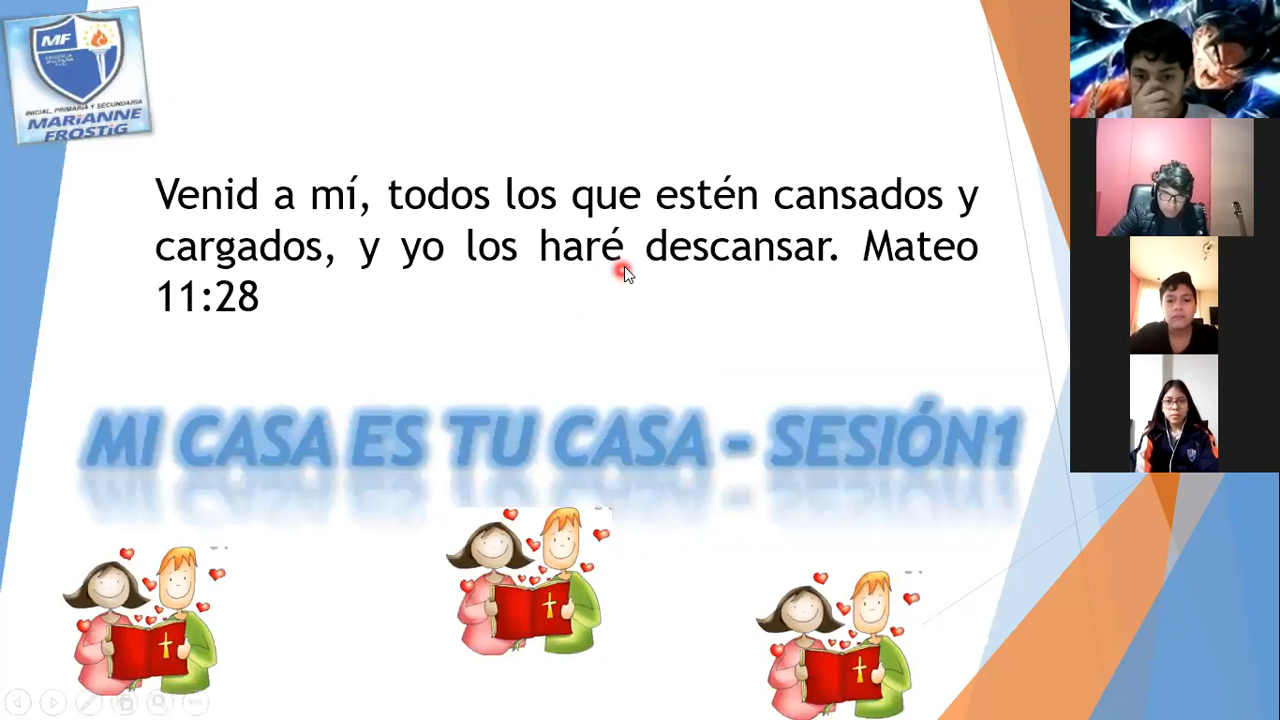 MF
INICIAL, PRIMARIA Y SECUNDARIA
MARIANNE
FROSTIG
Venid a mí, todos los que estén cansados y
cargados, y yo los haré descansar. Mateo
11:28
MI CASA ES TU CASA - SESIÓN1